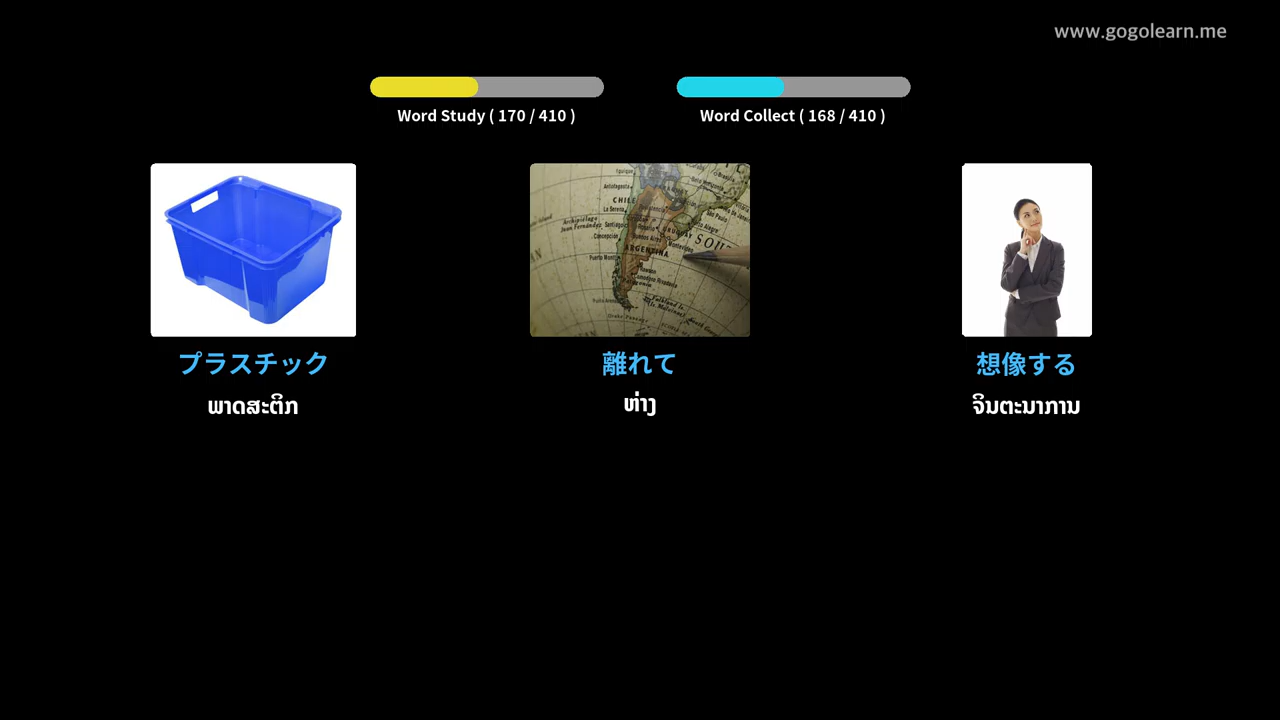 www.gogolearn.me
Word Study ( 170 / 410 )
Word Collect ( 168 / 410 )
CHILE
ARGENTINA
プラスチック
離れて
想像する
ພາດສະຕິກ
ຫ່າງ
ຈິນຕະນາການ